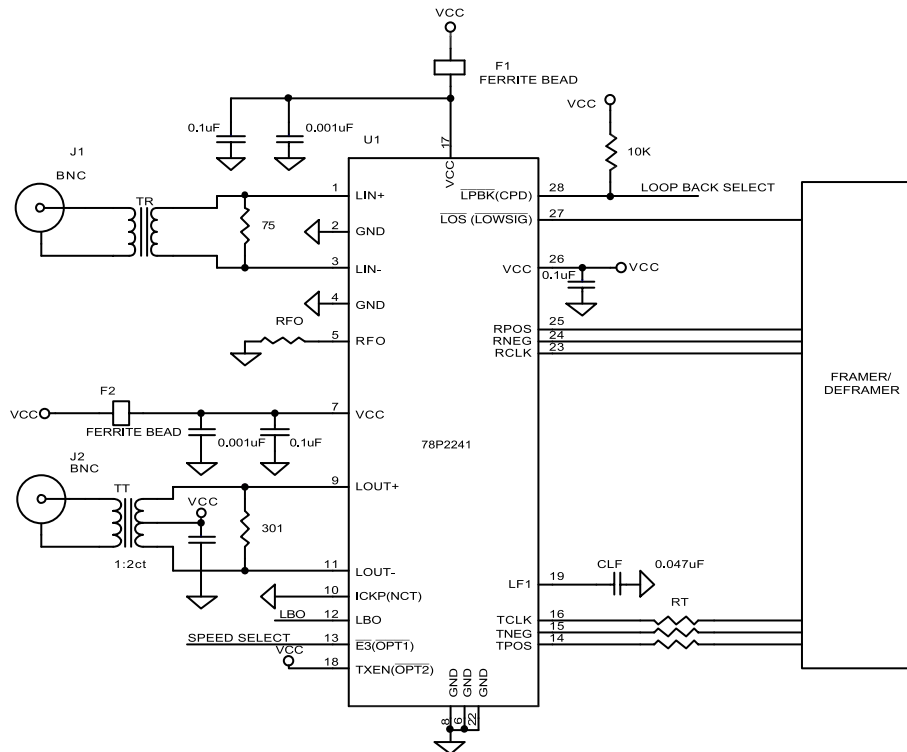 VCC
F1
FERRITE BEAD
VCC
0.1uF
0.001uF
U1
17
VCC
10K
J1
BNC
TR
75
1
LIN+
2
GND
3
LIN-
4
GND
RFO
5
RFO
LPBK(CPD)
28
LOOP BACK SELECT
LOS (LOWSIG)
27
VCC
26
VCC
0.1uF
RPOS
25
RNEG
24
RCLK
23
FRAMER/
DEFRAMER
F2
VCC
FERRITE BEAD
0.001uF
0.1uF
7
VCC
78P2241
J2
BNC
TT
VCC
1:2ct
301
9
LOUT+
11
LOUT-
10
ICKP(NCT)
LBO
12
LBO
SPEED SELECT
13
E3(OPT1)
VCC
18
TXEN(OPT2)
LF1
19
CLF
0.047uF
RT
TCLK
16
TNEG
15
TPOS
14
GND
GND
GND
8
6
22